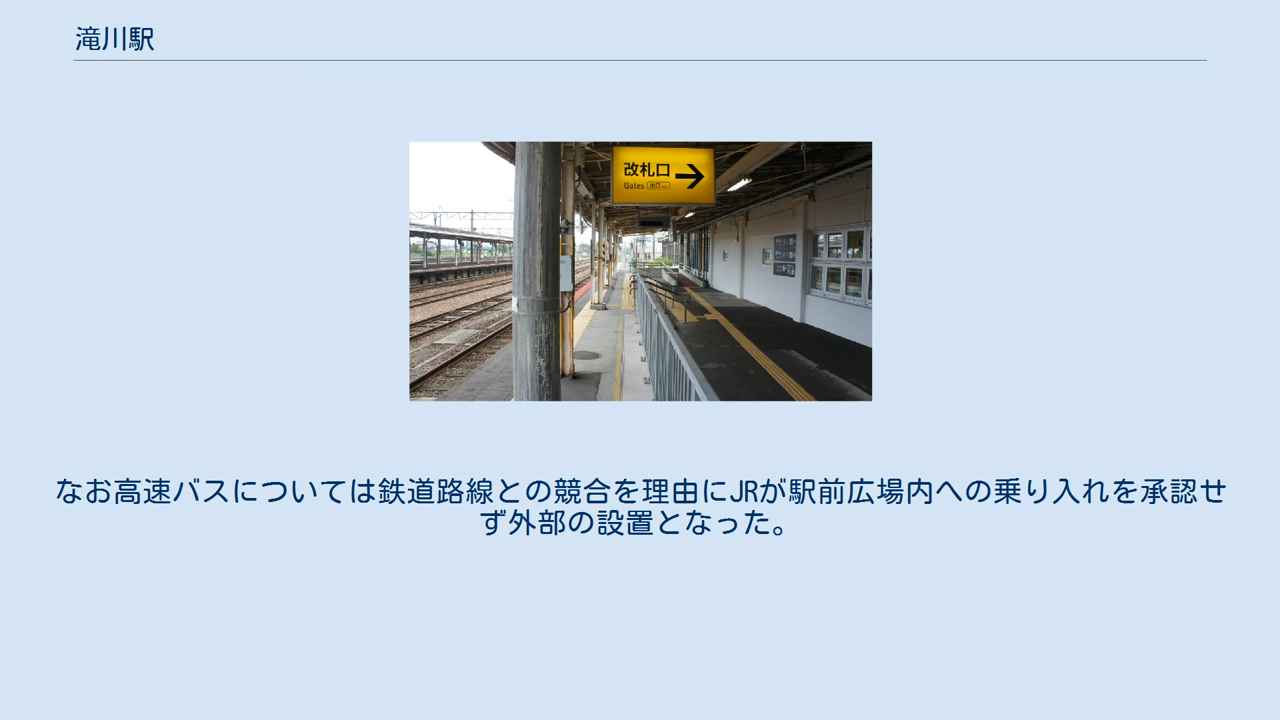 滝川駅
改札口
Gates
なお高速バスについては鉄道路線との競合を理由にJRが駅前広場内への乗り入れを承認せ
ず外部の設置となった。